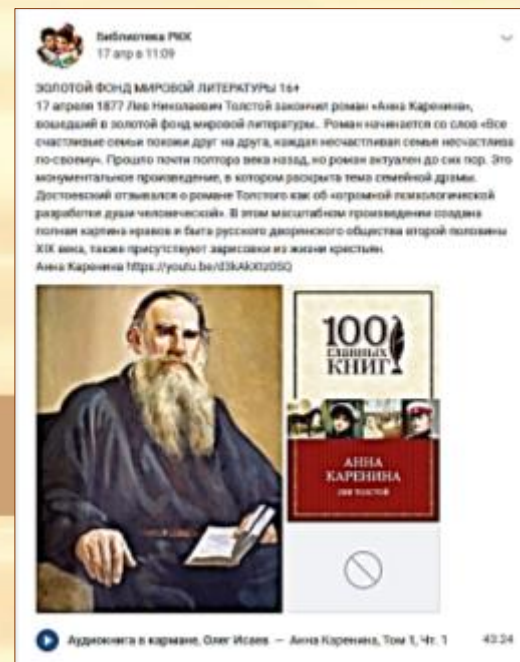 Библиотека РКК
17 апр в 11:09
ЗОЛОТОЙ ФОНД МИРОВОЙ ЛИТЕРАТУРЫ 16+
17 апреля 1877 Лев Николаевич Толстой закончил роман «Анна Каренина»,
вошедший в золотой фонд мировой литературы.. Роман начинается со слов «Все
счастливые семьи похожи друг на друга, каждая несчастливая семья несчастлива
по-своему». Прошло почти полтора века назад, но роман актуален до сих пор. Это
монументальное произведение, в котором раскрыта тема семейной драмы.
Достоевский отзывался о романе Толстого как об «огромной психологической
разработке души человеческой». В этом масштабном произведении создана
полная картина нравов и быта русского дворянского общества второй половины
XIX века, также присутствуют зарисовки из жизни крестьян.
Анна Каренина
100
ГЛАВНЫХ
КНИГ
АННА
КАРЕНИНА
ЛЕВ ТОЛСТОЙ
Аудиокнига в кармане, Олег Исаев — Анна Каренина, Том 1, Чт. 1 43:24